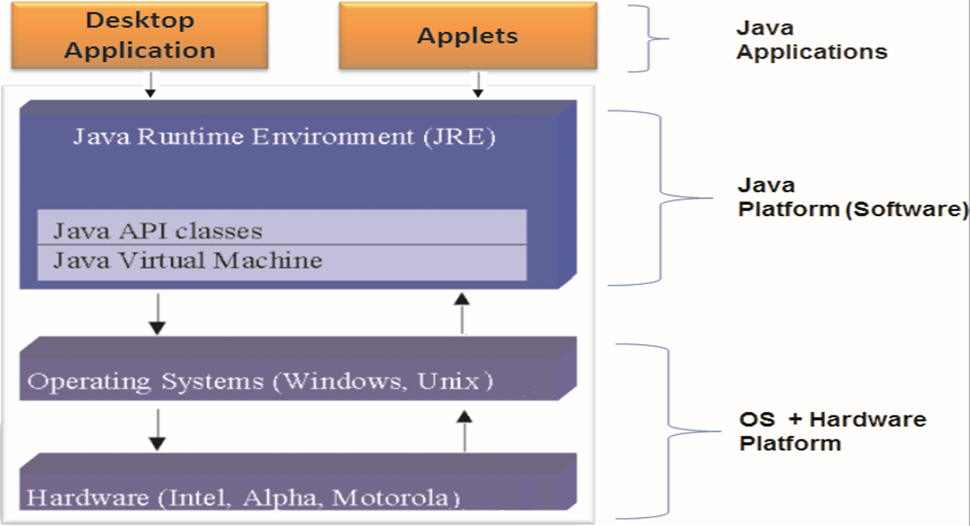 Desktop
Application
Applets
Java
Applications
Java Runtime Environment (JRE)
Java API classes
Java Virtual Machine
Java
Platform (Software)
Operating Systems (Windows, Unix )
OS + Hardware
Platform
Hardware (Intel, Alpha, Motorola)